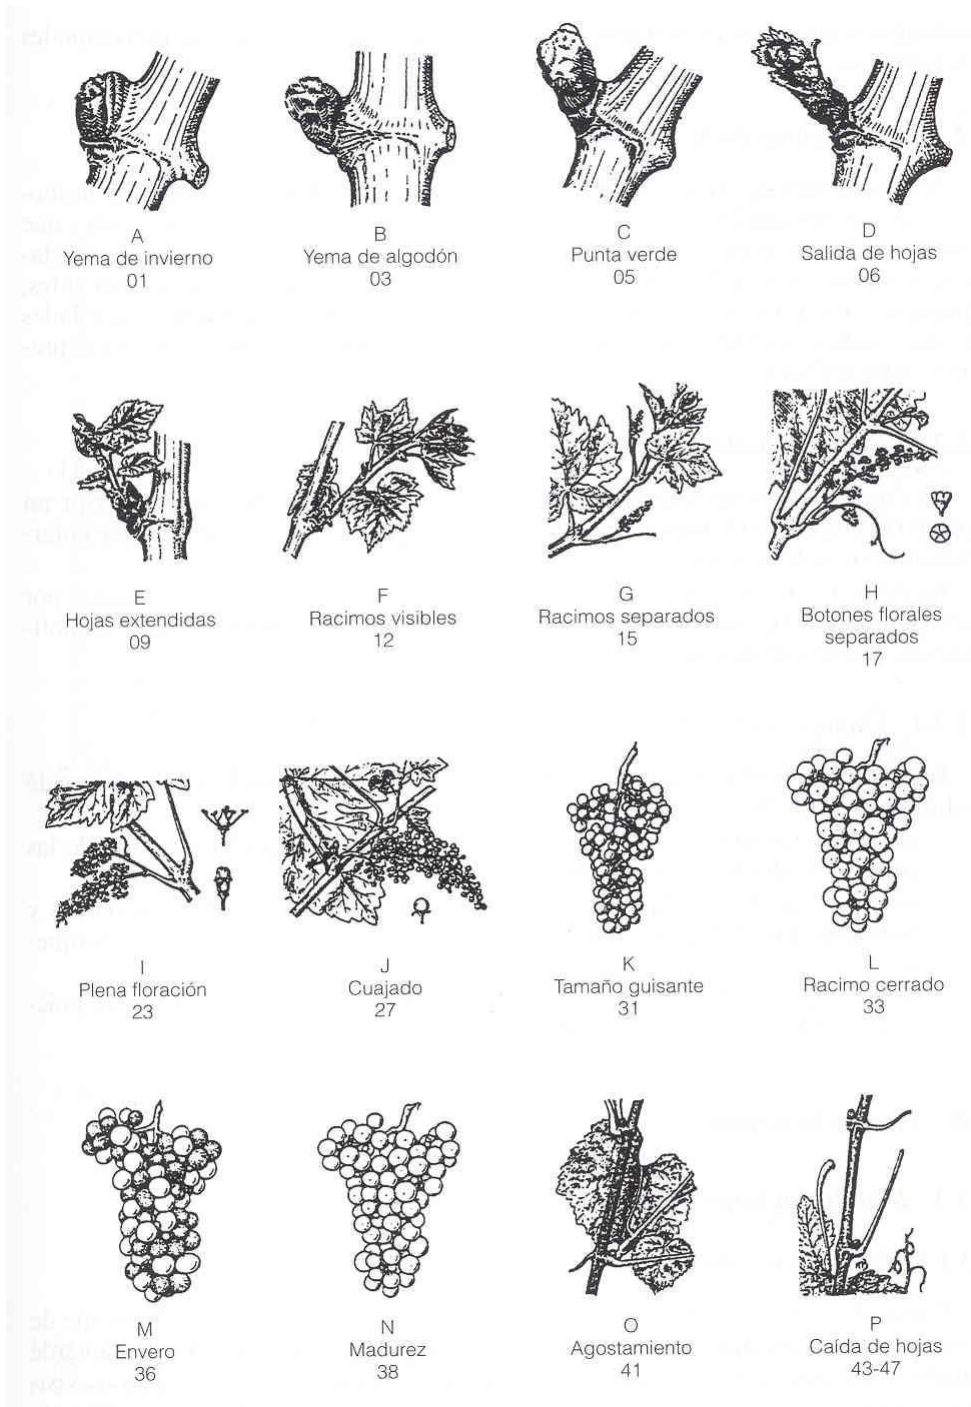 A
Yema de invierno
01
B
Yema de algodón
03
C
Punta verde
05
D
Salida de hojas
06
E
Hojas extendidas
09
F
Racimos visibles
12
G
Racimos separados
15
H
Botones florales
separados
17
I
Plena floración
23
J
Cuajado
27
K
Tamaño guisante
31
L
Racimo cerrado
33
M
Envero
36
N
Madurez
38
O
Agostamiento
41
P
Caída de hojas
43-47